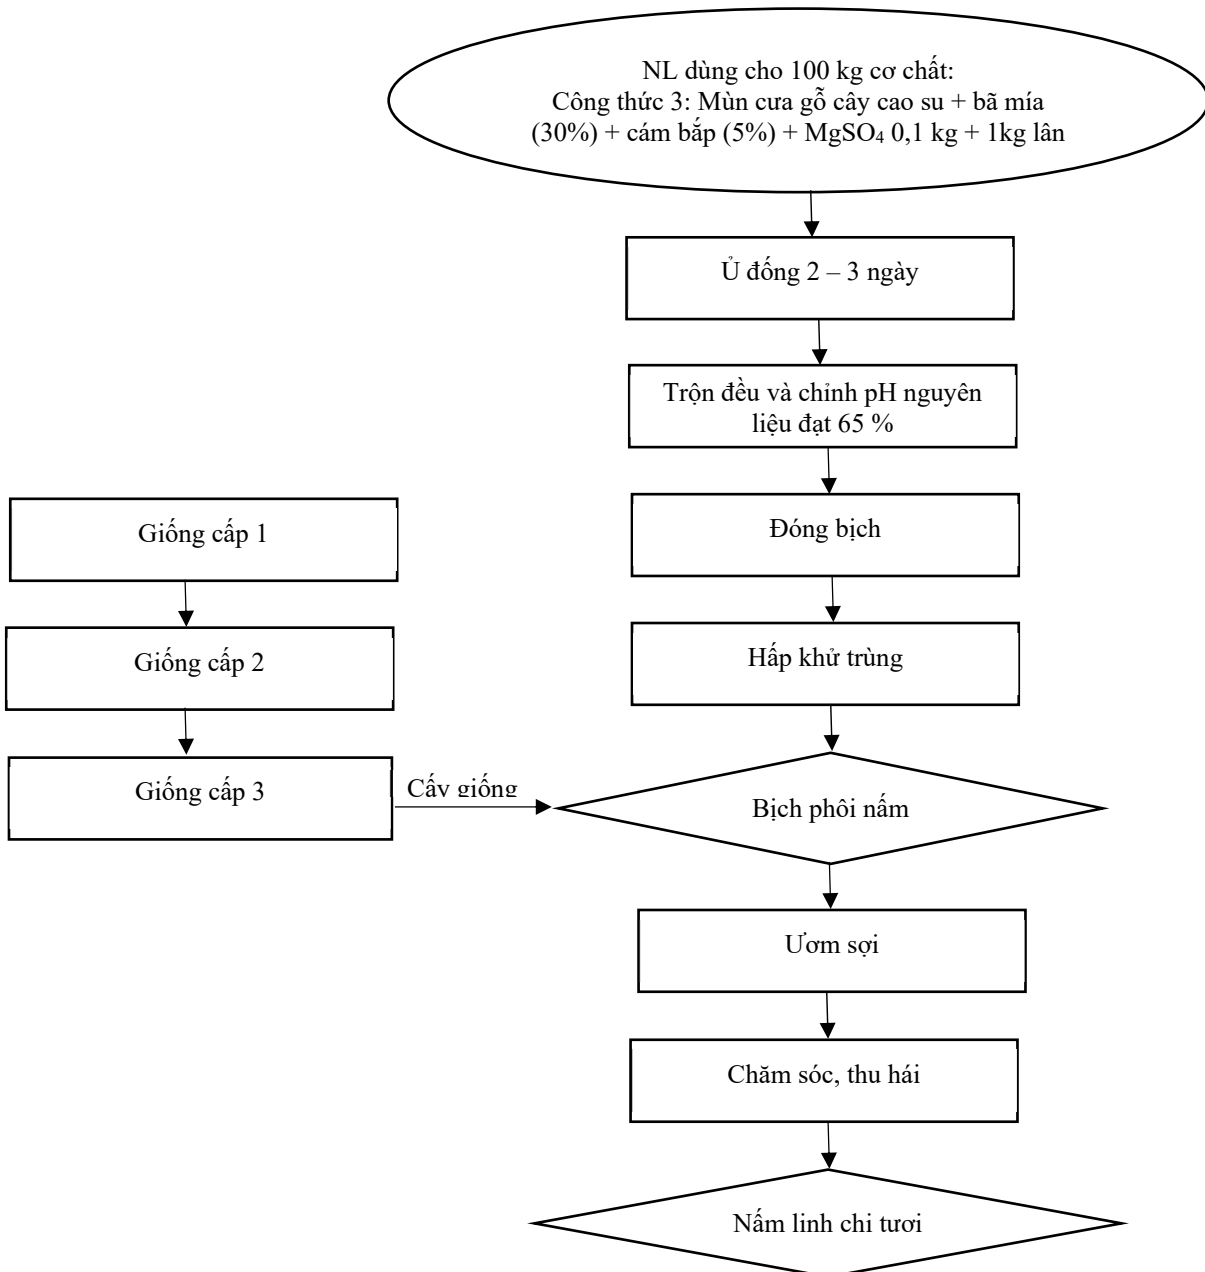 NL dùng cho 100 kg cơ chất:
Công thức 3: Mùn cưa gỗ cây cao su + bã mía
(30%) + cám bắp (5%) + MgSO₄ 0,1 kg + 1kg lân
Ủ đống 2 – 3 ngày
Trộn đều và chỉnh pH nguyên
liệu đạt 65 %
Đóng bịch
Hấp khử trùng
Giống cấp 1
Giống cấp 2
Giống cấp 3
Cấy giống
Bịch phôi nấm
Ươm sợi
Chăm sóc, thu hái
Nấm linh chi tươi